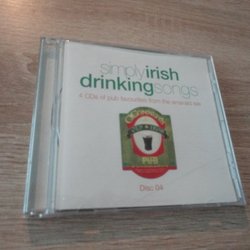 simplyirish
drinkingsongs
4 CDs of pub favourites from the emerald isle
PUB
Disc 04